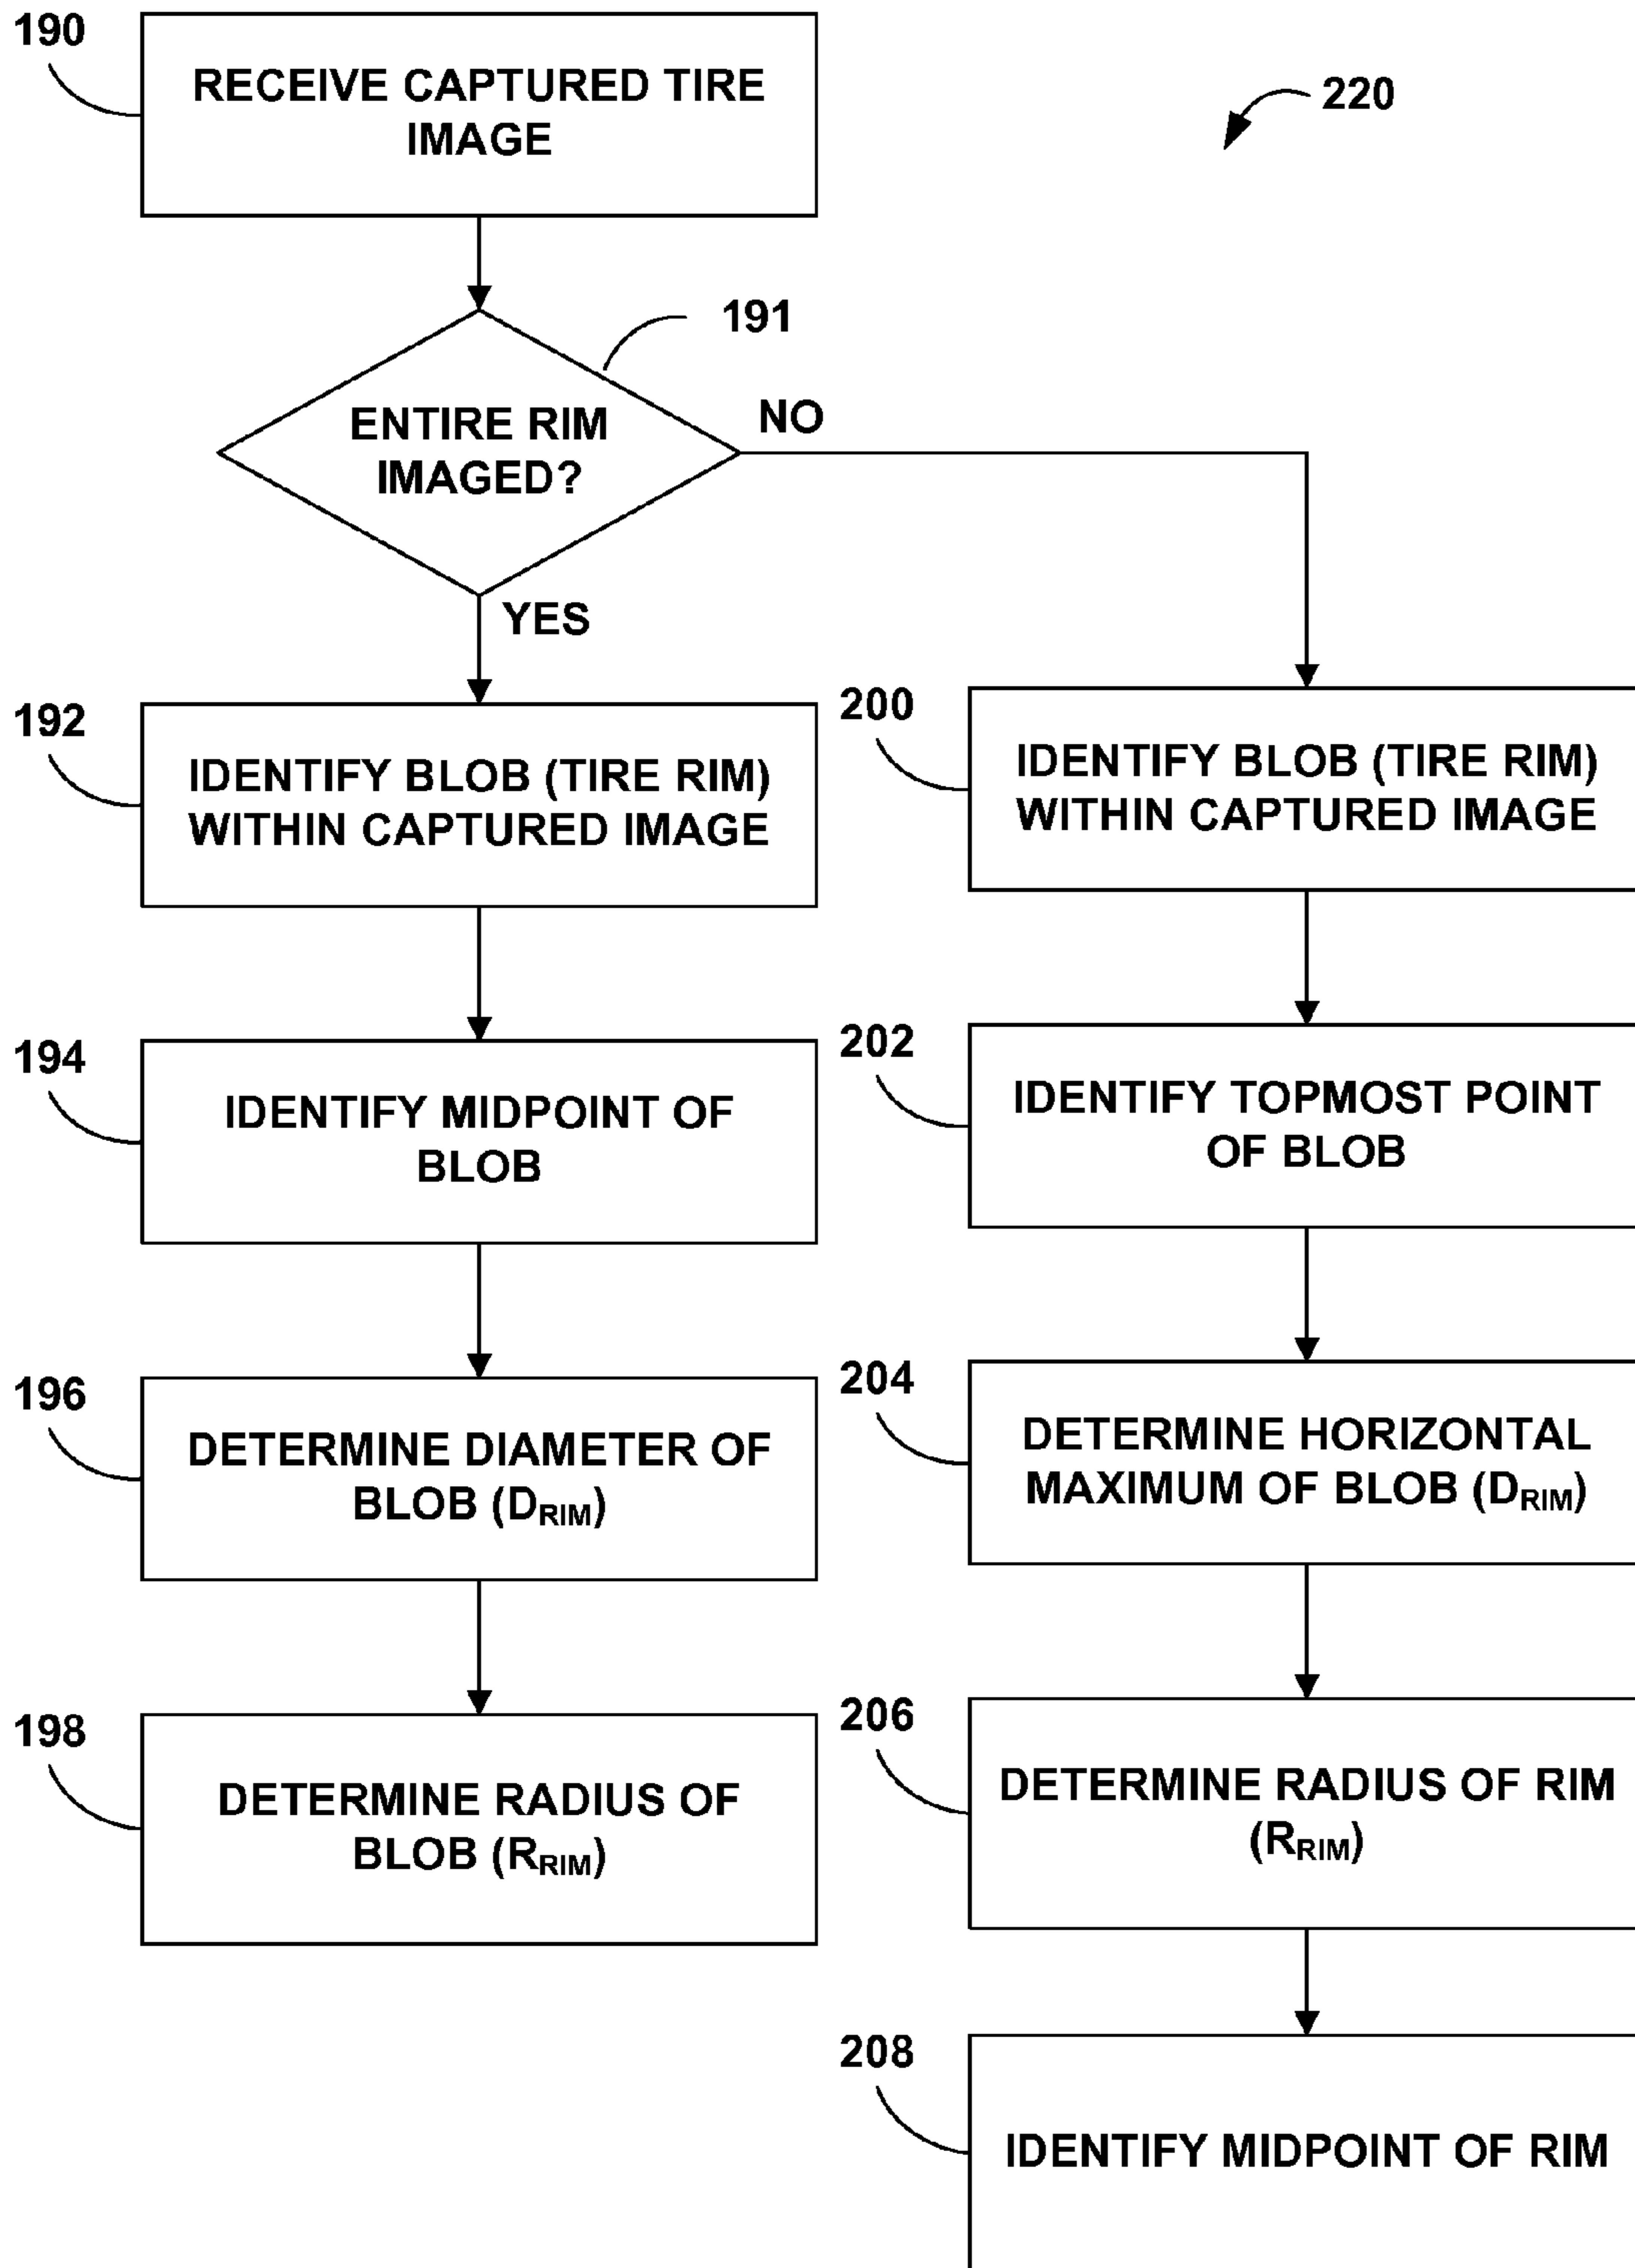 190
RECEIVE CAPTURED TIRE
IMAGE
220
191
ENTIRE RIM
IMAGED?
NO
YES
192
IDENTIFY BLOB (TIRE RIM)
WITHIN CAPTURED IMAGE
194
IDENTIFY MIDPOINT OF
BLOB
196
DETERMINE DIAMETER OF
BLOB (DRIM)
198
DETERMINE RADIUS OF
BLOB (RRIM)
200
IDENTIFY BLOB (TIRE RIM)
WITHIN CAPTURED IMAGE
202
IDENTIFY TOPMOST POINT
OF BLOB
204
DETERMINE HORIZONTAL
MAXIMUM OF BLOB (DRIM)
206
DETERMINE RADIUS OF RIM
(RRIM)
208
IDENTIFY MIDPOINT OF RIM